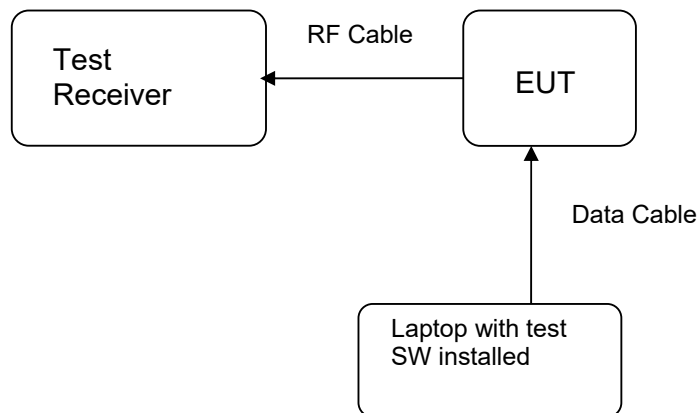 RF Cable
Test
Receiver
EUT
Data Cable
Laptop with test
SW installed